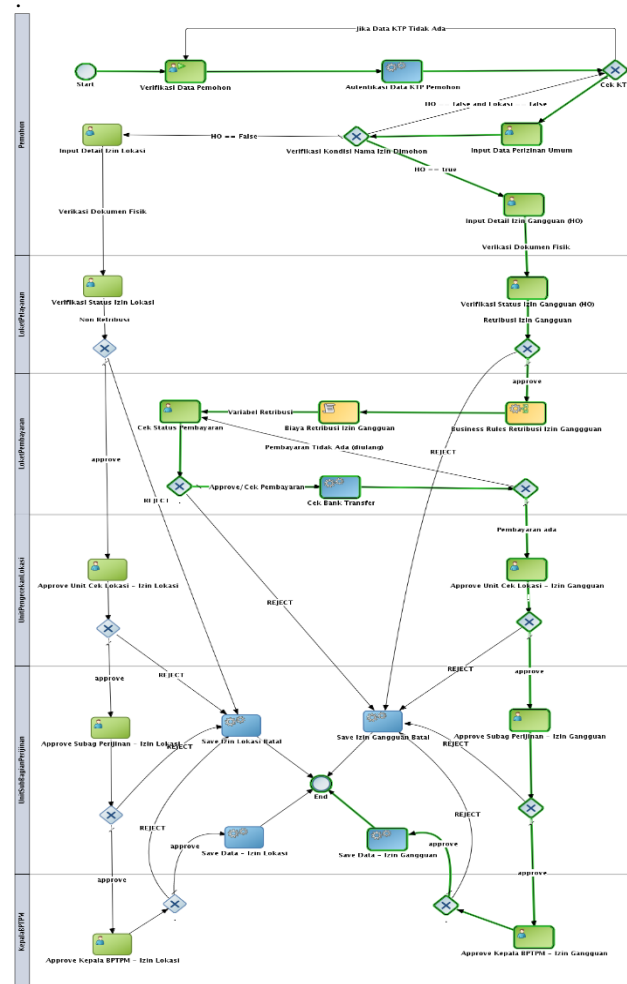 Pemohon
Jika Data KTP Tidak Ada
Start
Verifikasi Data Pemohon
Autentikasi Data KTP Pemohon
Cek KT
HO == false and Lokasi == false
HO == False
Input Detail Izin Lokasi
Verifikasi Kondisi Nama Izin Dimohon
Input Data Perizinan Umum
HO == true
Input Detail Izin Gangguan (HO)
Verikasi Dokumen Fisik
Verikasi Dokumen Fisik
LoketPelayanan
Verifikasi Status Izin Lokasi
Verifikasi Status Izin Gangguan (HO)
Non Retribusi
Retribusi Izin Gangguan
approve
LoketPembayaran
Variabel Retribusi
Cek Status Pembayaran
Biaya Retribusi Izin Gangguan
Business Rules Retribusi Izin Ganggguan
Pembayaran Tidak Ada (diulang)
approve
REJECT
REJECT
Approve/Cek Pembayaran
Cek Bank Transfer
Pembayaran ada
UnitPengecekanLokasi
Approve Unit Cek Lokasi - Izin Lokasi
Approve Unit Cek Lokasi - Izin Gangguan
REJECT
UnitSubBagianPerijinan
REJECT
REJECT
approve
approve
Approve Subag Perijinan - Izin Lokasi
Save Izin Lokasi Batal
Save Izin Gangguan Batal
Approve Subag Perijinan - Izin Gangguan
REJECT
REJECT
End
REJECT
REJECT
approve
Save Data - Izin Lokasi
Save Data - Izin Gangguan
approve
approve
approve
KepalaBPTPM
Approve Kepala BPTPM - Izin Lokasi
Approve Kepala BPTPM - Izin Gangguan